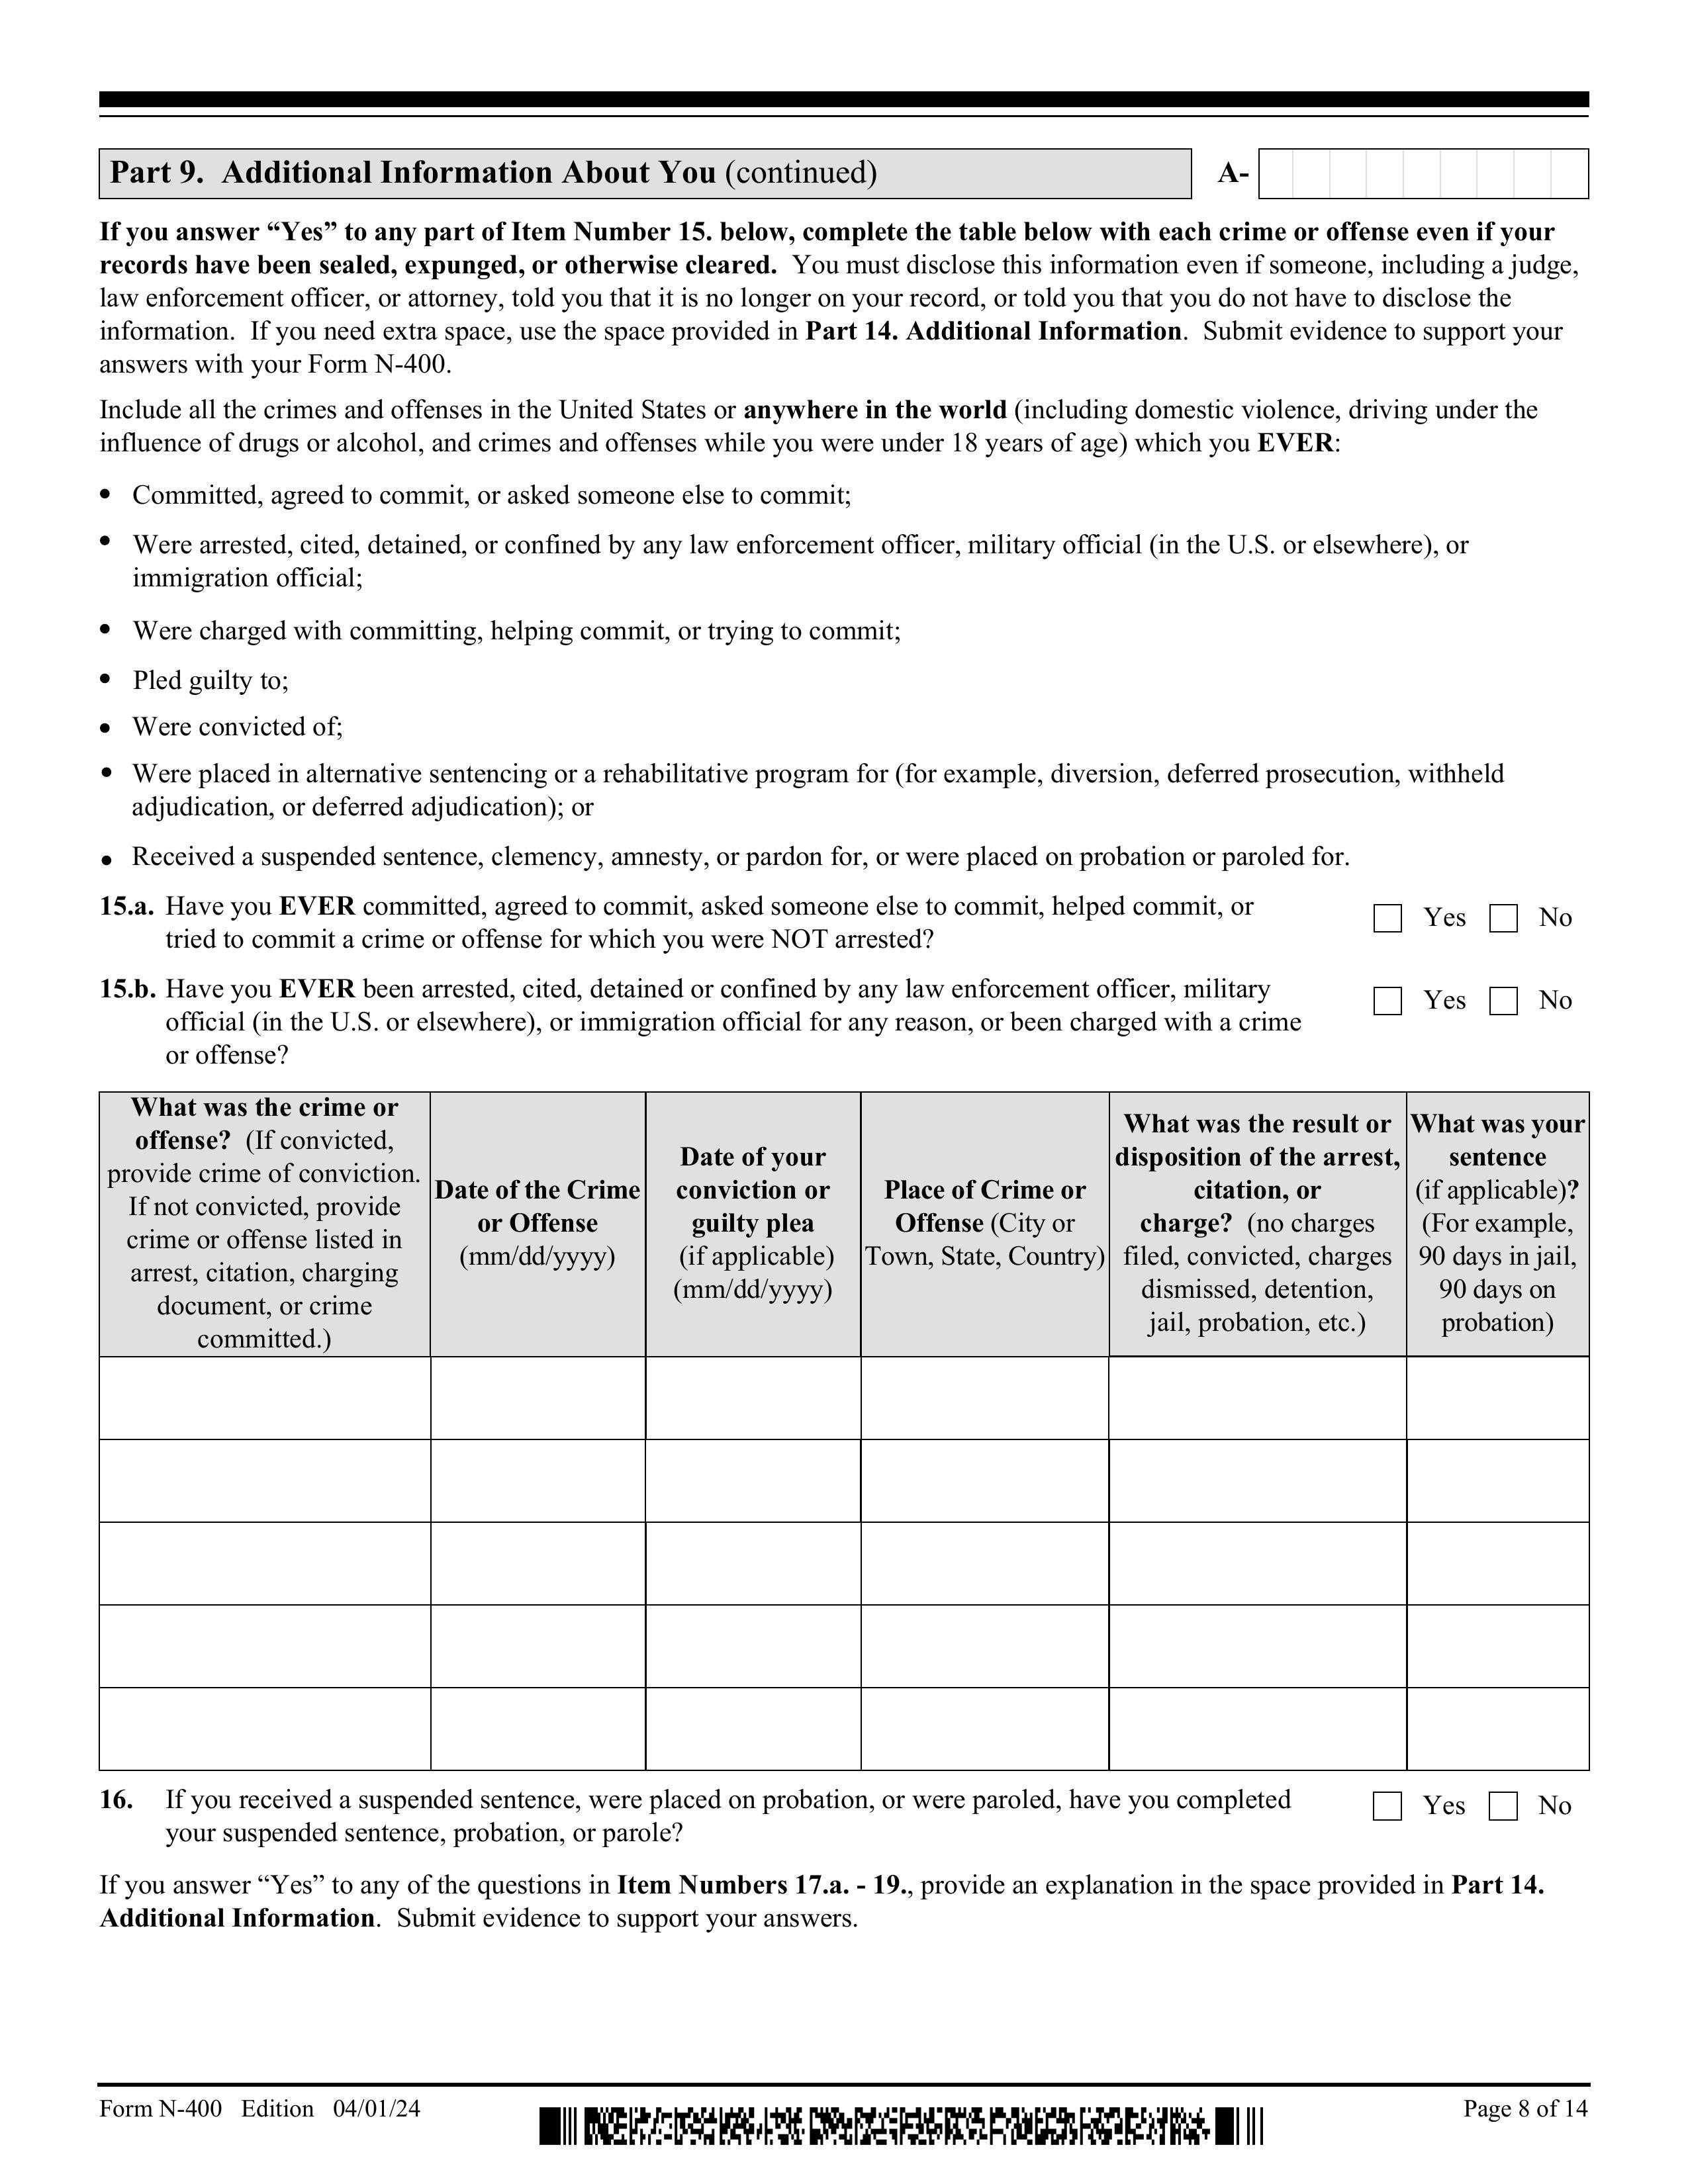 Part 9. Additional Information About You (continued)
A-
If you answer “Yes” to any part of Item Number 15. below, complete the table below with each crime or offense even if your
records have been sealed, expunged, or otherwise cleared. You must disclose this information even if someone, including a judge,
law enforcement officer, or attorney, told you that it is no longer on your record, or told you that you do not have to disclose the
information. If you need extra space, use the space provided in Part 14. Additional Information. Submit evidence to support your
answers with your Form N-400.
Include all the crimes and offenses in the United States or anywhere in the world (including domestic violence, driving under the
influence of drugs or alcohol, and crimes and offenses while you were under 18 years of age) which you EVER:
• Committed, agreed to commit, or asked someone else to commit;
• Were arrested, cited, detained, or confined by any law enforcement officer, military official (in the U.S. or elsewhere), or
immigration official;
• Were charged with committing, helping commit, or trying to commit;
• Pled guilty to;
• Were convicted of;
• Were placed in alternative sentencing or a rehabilitative program for (for example, diversion, deferred prosecution, withheld
adjudication, or deferred adjudication); or
• Received a suspended sentence, clemency, amnesty, or pardon for, or were placed on probation or paroled for.
15.a. Have you EVER committed, agreed to commit, asked someone else to commit, helped commit, or
tried to commit a crime or offense for which you were NOT arrested?
Yes No
15.b. Have you EVER been arrested, cited, detained or confined by any law enforcement officer, military
official (in the U.S. or elsewhere), or immigration official for any reason, or been charged with a crime
or offense?
Yes No
What was the crime or
offense? (If convicted,
provide crime of conviction.
If not convicted, provide
crime or offense listed in
arrest, citation, charging
document, or crime
committed.)
Date of the Crime
or Offense
(mm/dd/yyyy)
Date of your
conviction or
guilty plea
(if applicable)
(mm/dd/yyyy)
Place of Crime or
Offense (City or
Town, State, Country)
What was the result or
disposition of the arrest,
citation, or
charge? (no charges
filed, convicted, charges
dismissed, detention,
jail, probation, etc.)
What was your
sentence
(if applicable)?
(For example,
90 days in jail,
90 days on
probation)
16. If you received a suspended sentence, were placed on probation, or were paroled, have you completed
your suspended sentence, probation, or parole?
Yes No
If you answer “Yes” to any of the questions in Item Numbers 17.a. - 19., provide an explanation in the space provided in Part 14.
Additional Information. Submit evidence to support your answers.
Form N-400 Edition 04/01/24
Page 8 of 14